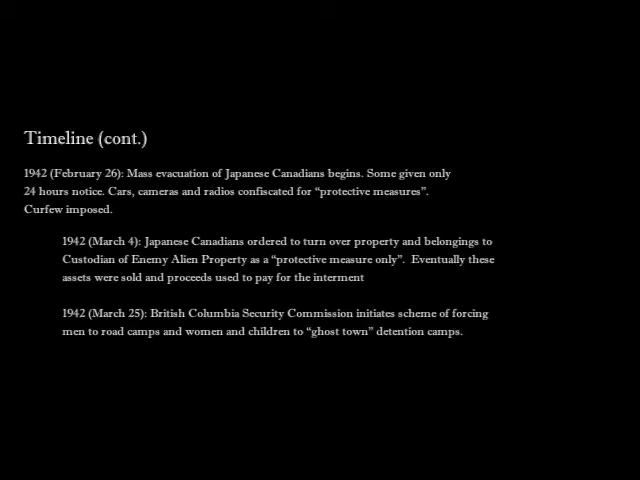 Timeline (cont.)
1942 (February 26): Mass evacuation of Japanese Canadians begins. Some given only
24 hours notice. Cars, cameras and radios confiscated for “protective measures”.
Curfew imposed.
1942 (March 4): Japanese Canadians ordered to turn over property and belongings to
Custodian of Enemy Alien Property as a “protective measure only”. Eventually these
assets were sold and proceeds used to pay for the interment
1942 (March 25): British Columbia Security Commission initiates scheme of forcing
men to road camps and women and children to “ghost town” detention camps.